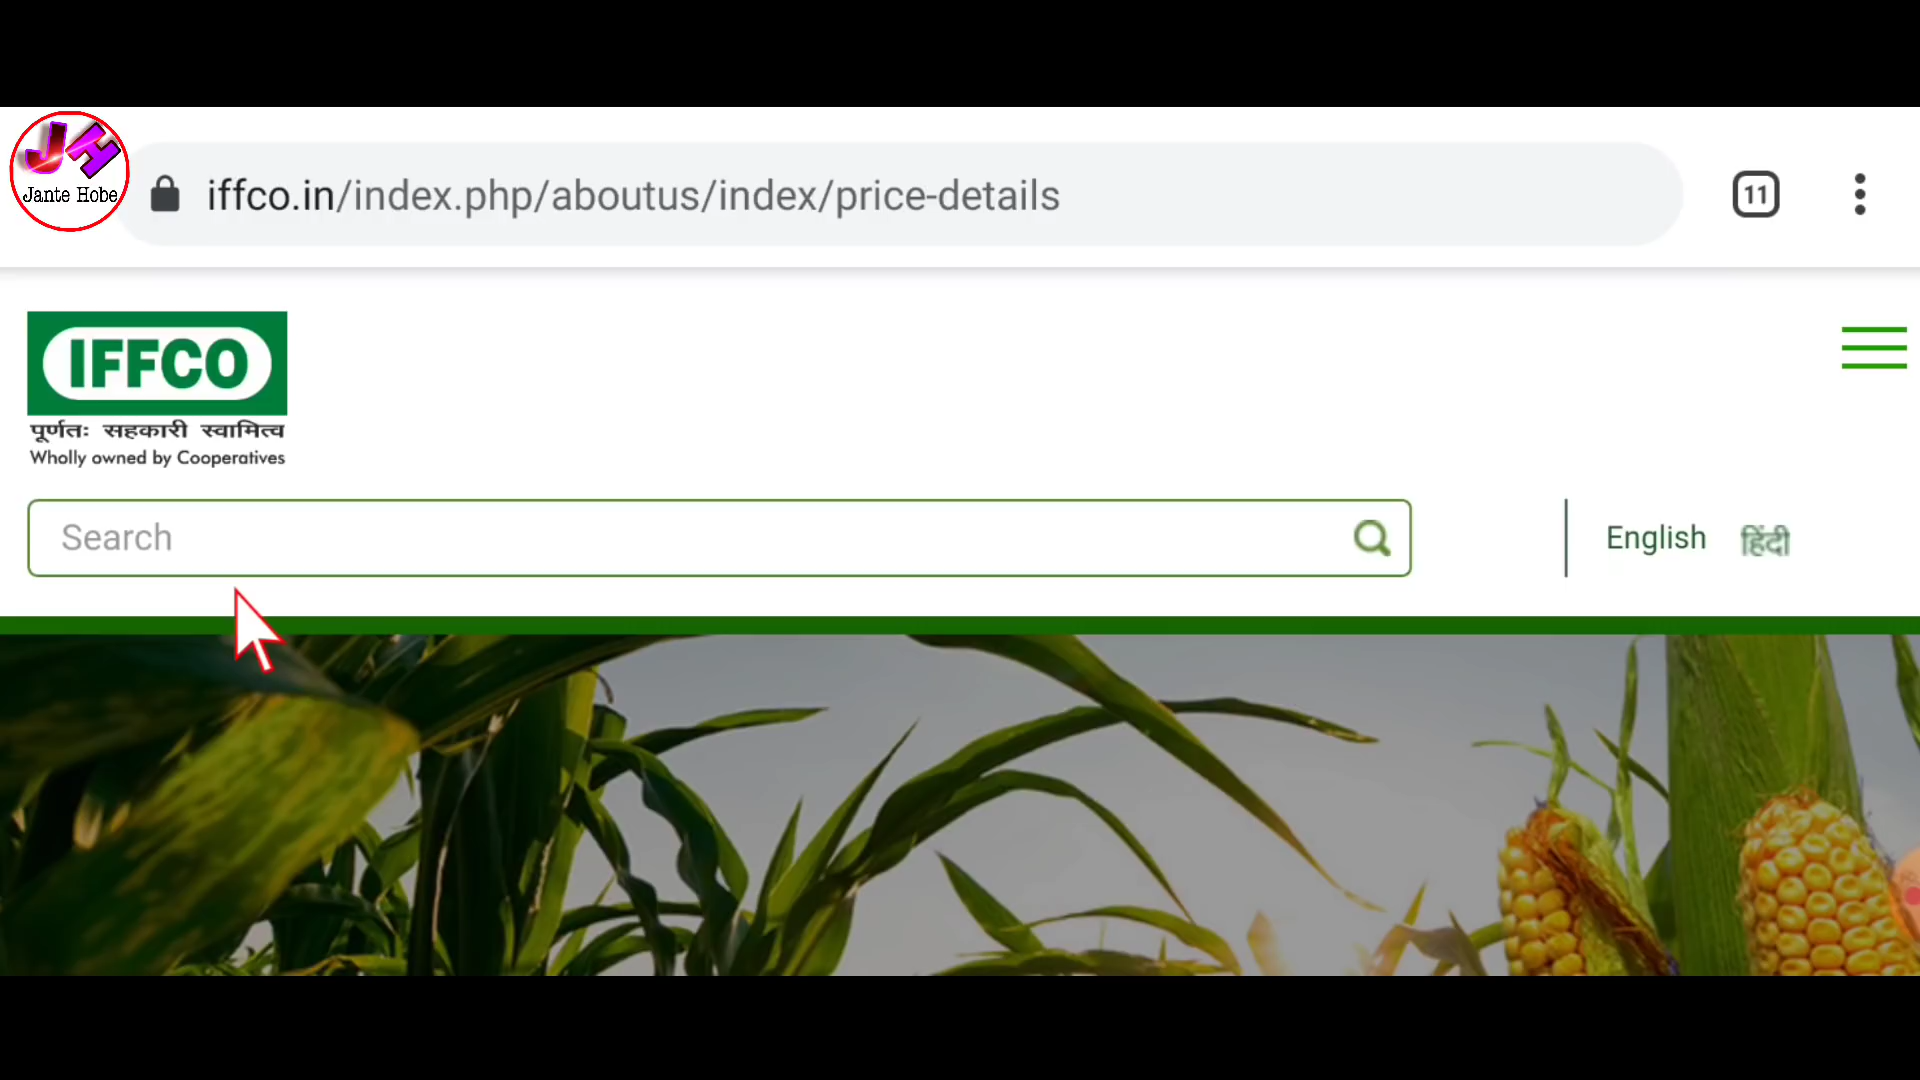 JH
Jante Hobe
iffco.in/index.php/aboutus/index/price-details
11
IFFCO
पूर्णतः सहकारी स्वामित्व
Wholly owned by Cooperatives
Search
English हिंदी